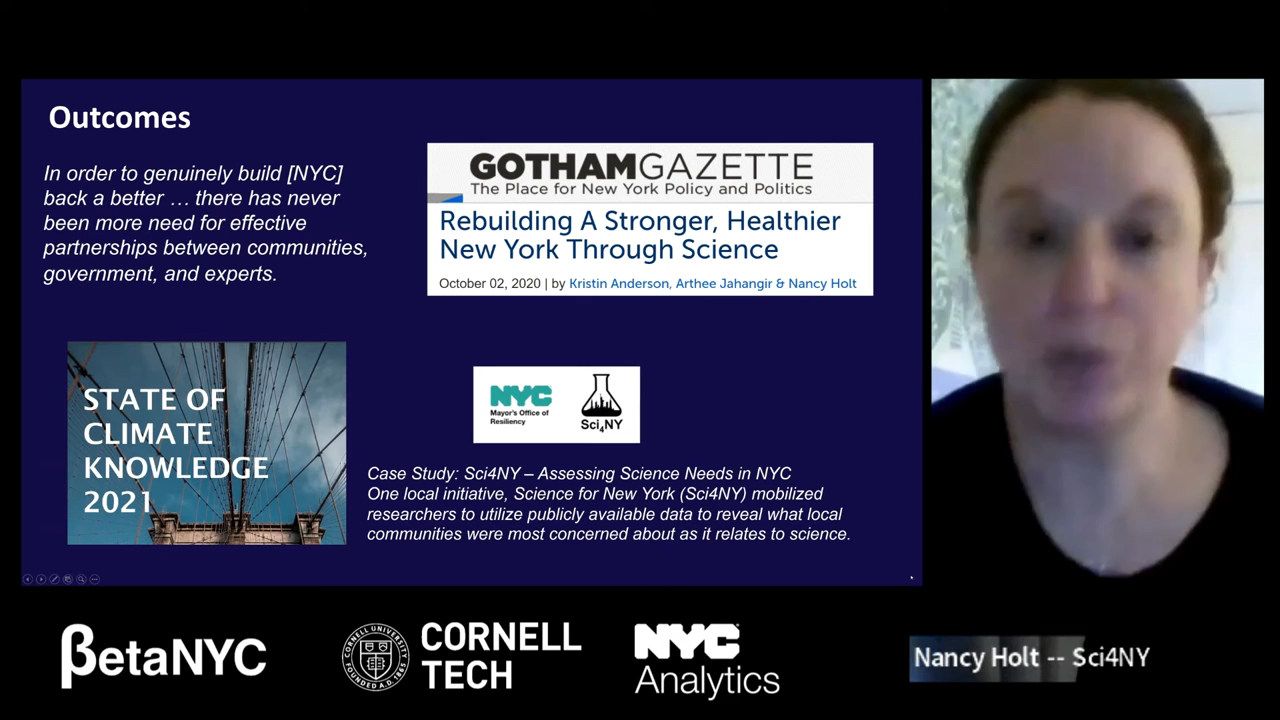 Outcomes
In order to genuinely build [NYC]
back a better … there has never
been more need for effective
partnerships between communities,
government, and experts.
GOTHAMGAZETTE
The Place for New York Policy and Politics
Rebuilding A Stronger, Healthier
New York Through Science
October 02, 2020 | by Kristin Anderson, Arthee Jahangir & Nancy Holt
STATE OF
CLIMATE
KNOWLEDGE
2021
NYC
Mayor's Office of
Resiliency
Sci4NY
Case Study: Sci4NY – Assessing Science Needs in NYC
One local initiative, Science for New York (Sci4NY) mobilized
researchers to utilize publicly available data to reveal what local
communities were most concerned about as it relates to science.
βetaNYC
CORNELL UNIVERSITY
FOUNDED A.D. 1865
CORNELL
TECH
NYC
Analytics
Nancy Holt -- Sci4NY